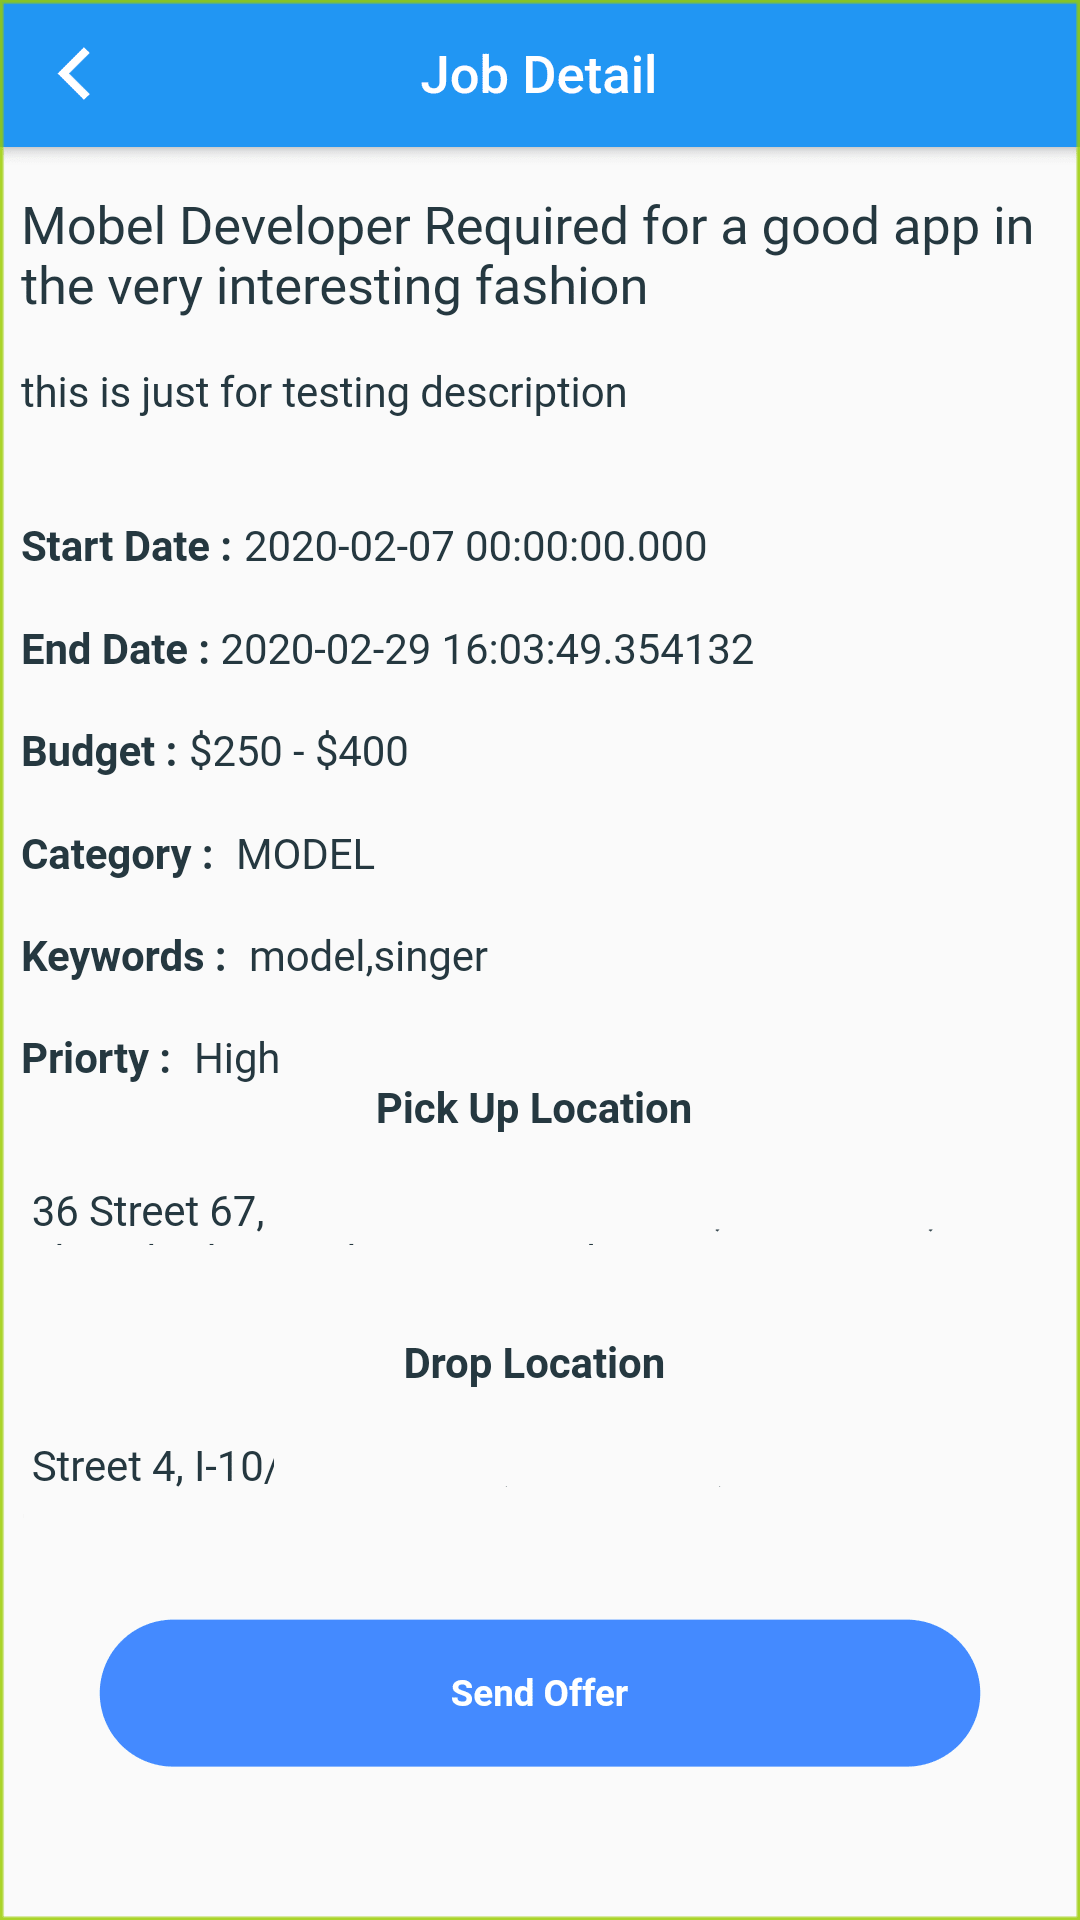 Job Detail
Mobel Developer Required for a good app in
the very interesting fashion
this is just for testing description
Start Date : 2020-02-07 00:00:00.000
End Date : 2020-02-29 16:03:49.354132
Budget : $250 - $400
Category : MODEL
Keywords : model,singer
Priorty : High
Pick Up Location
36 Street 67,
Drop Location
Street 4, I-10/
Send Offer